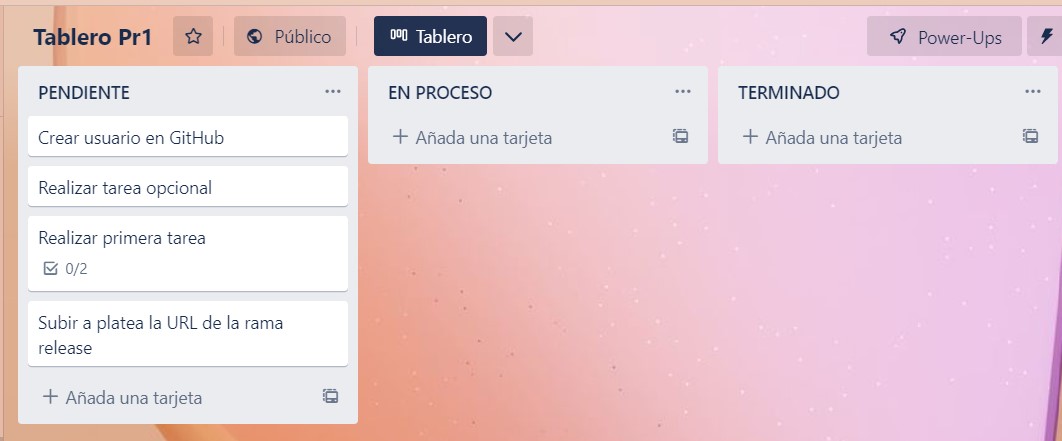 Tablero Pr1 Público Tablero Power-Ups
PENDIENTE
Crear usuario en GitHub
Realizar tarea opcional
Realizar primera tarea
0/2
Subir a platea la URL de la rama
release
Añada una tarjeta
EN PROCESO
Añada una tarjeta
TERMINADO
Añada una tarjeta